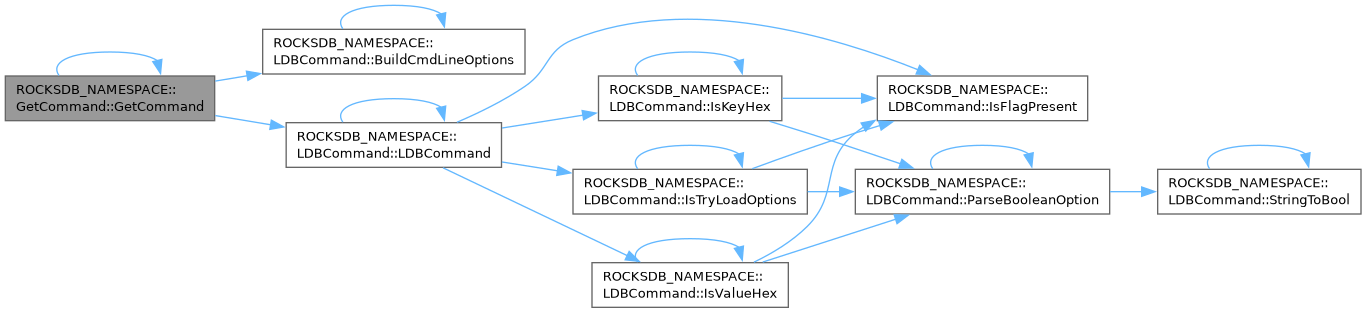 ROCKSDB_NAMESPACE::
GetCommand::GetCommand
ROCKSDB_NAMESPACE::
LDBCommand::BuildCmdLineOptions
ROCKSDB_NAMESPACE::
LDBCommand::LDBCommand
ROCKSDB_NAMESPACE::
LDBCommand::IsKeyHex
ROCKSDB_NAMESPACE::
LDBCommand::IsTryLoadOptions
ROCKSDB_NAMESPACE::
LDBCommand::IsValueHex
ROCKSDB_NAMESPACE::
LDBCommand::IsFlagPresent
ROCKSDB_NAMESPACE::
LDBCommand::ParseBooleanOption
ROCKSDB_NAMESPACE::
LDBCommand::StringToBool